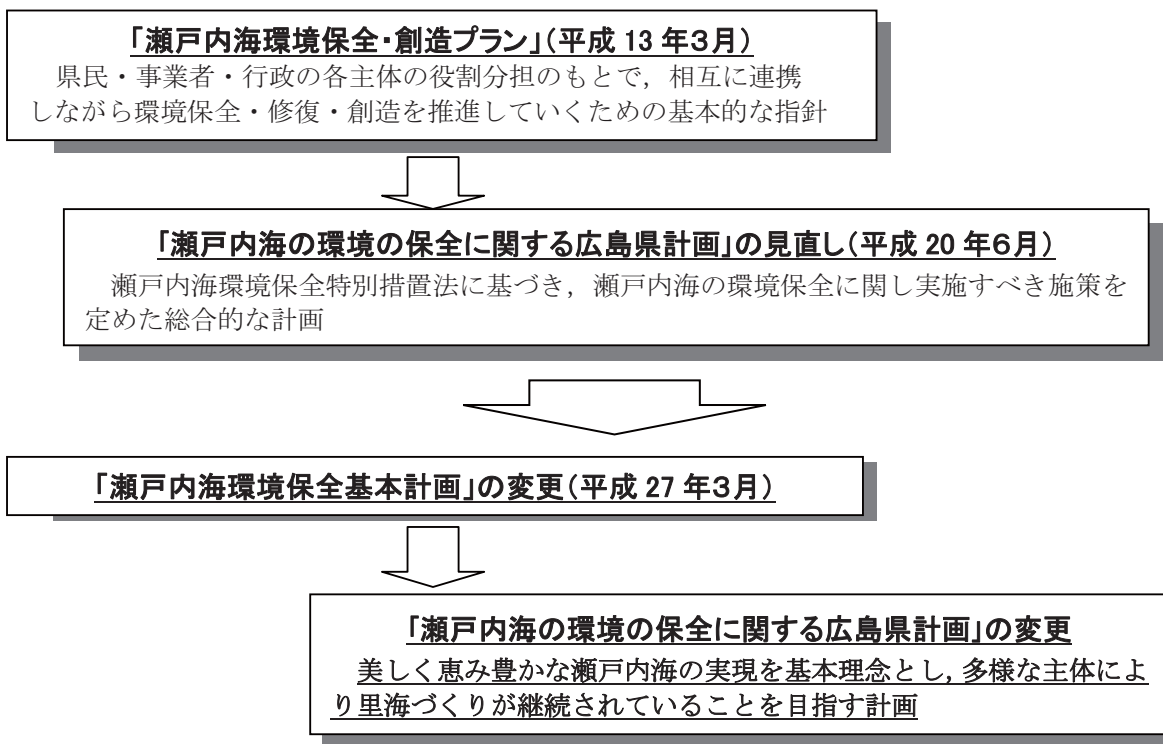 「瀬戸内海環境保全・創造プラン」(平成 13 年3月)
県民・事業者・行政の各主体の役割分担のもとで，相互に連携
しながら環境保全・修復・創造を推進していくための基本的な指針
「瀬戸内海の環境の保全に関する広島県計画」の見直し(平成 20 年6月)
瀬戸内海環境保全特別措置法に基づき，瀬戸内海の環境保全に関し実施すべき施策を
定めた総合的な計画
「瀬戸内海環境保全基本計画」の変更(平成 27 年3月)
「瀬戸内海の環境の保全に関する広島県計画」の変更
美しく恵み豊かな瀬戸内海の実現を基本理念とし，多様な主体によ
り里海づくりが継続されていることを目指す計画